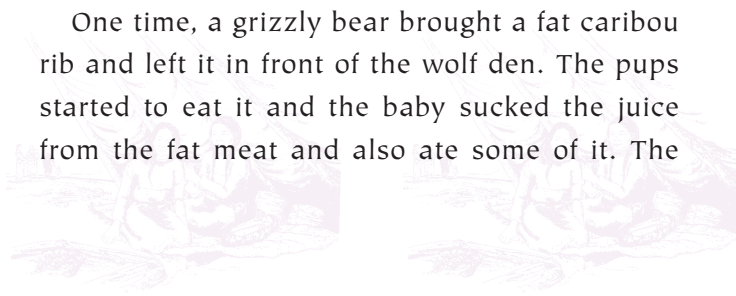 One time, a grizzly bear brought a fat caribou
rib and left it in front of the wolf den. The pups
started to eat it and the baby sucked the juice
from the fat meat and also ate some of it. The